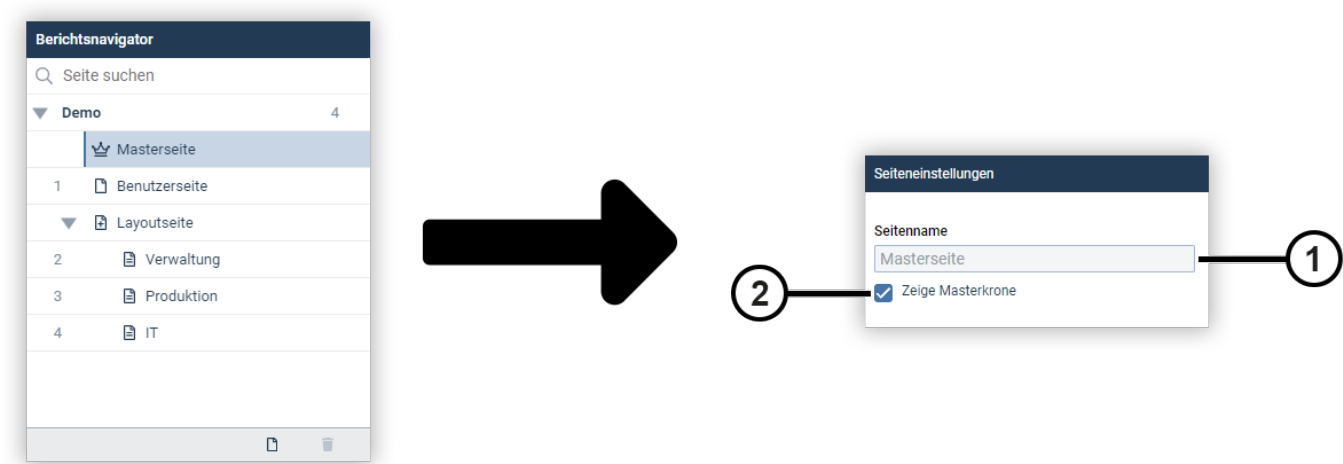 Berichtsnavigator
Seite suchen
Demo 4
Masterseite
1 Benutzerseite
Layoutseite
2 Verwaltung
3 Produktion
4 IT
Seiteneinstellungen
Seitenname
Masterseite
1
2
Zeige Masterkrone